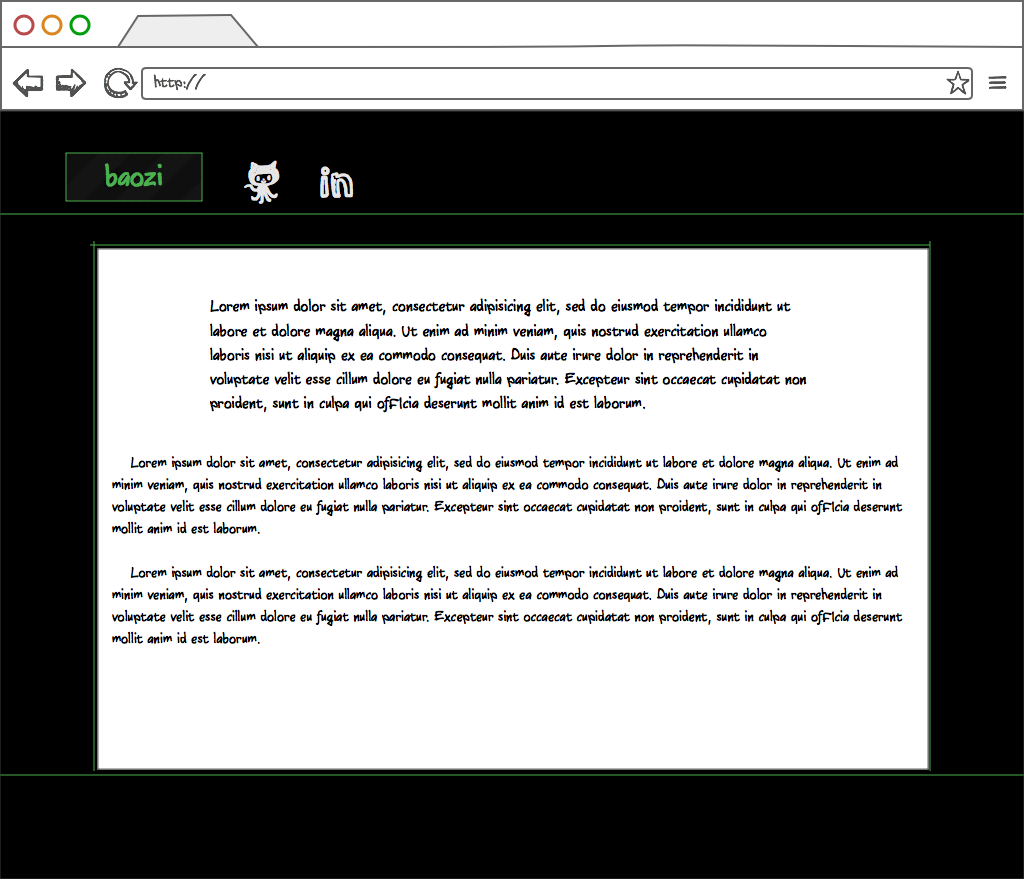 http://
baozi
in
Lorem ipsum dolor sit amet, consectetur adipisicing elit, sed do eiusmod tempor incididunt ut
labore et dolore magna aliqua. Ut enim ad minim veniam, quis nostrud exercitation ullamco
laboris nisi ut aliquip ex ea commodo consequat. Duis aute irure dolor in reprehenderit in
voluptate velit esse cillum dolore eu fugiat nulla pariatur. Excepteur sint occaecat cupidatat non
proident, sunt in culpa qui officia deserunt mollit anim id est laborum.
Lorem ipsum dolor sit amet, consectetur adipisicing elit, sed do eiusmod tempor incididunt ut labore et dolore magna aliqua. Ut enim ad
minim veniam, quis nostrud exercitation ullamco laboris nisi ut aliquip ex ea commodo consequat. Duis aute irure dolor in reprehenderit in
voluptate velit esse cillum dolore eu fugiat nulla pariatur. Excepteur sint occaecat cupidatat non proident, sunt in culpa qui officia deserunt
mollit anim id est laborum.
Lorem ipsum dolor sit amet, consectetur adipisicing elit, sed do eiusmod tempor incididunt ut labore et dolore magna aliqua. Ut enim ad
minim veniam, quis nostrud exercitation ullamco laboris nisi ut aliquip ex ea commodo consequat. Duis aute irure dolor in reprehenderit in
voluptate velit esse cillum dolore eu fugiat nulla pariatur. Excepteur sint occaecat cupidatat non proident, sunt in culpa qui officia deserunt
mollit anim id est laborum.